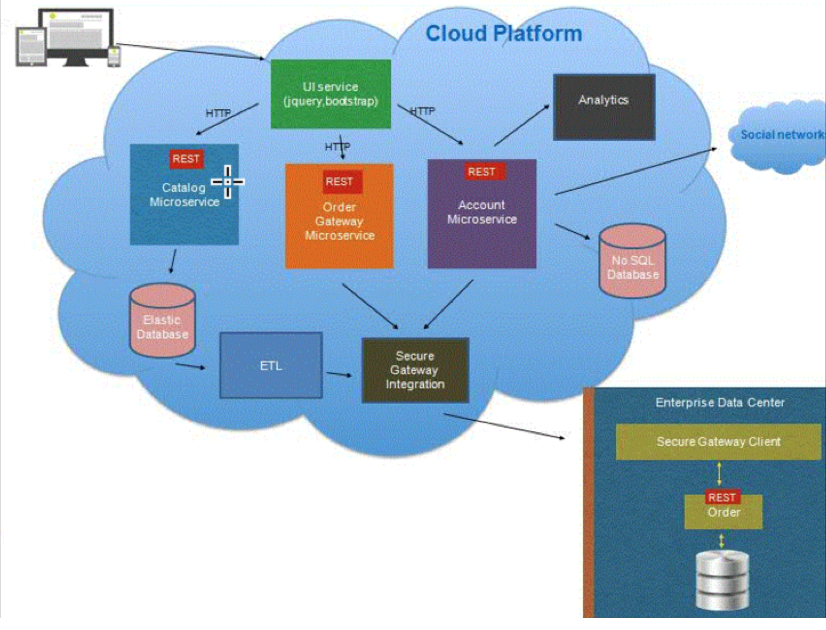 Cloud Platform
UI service
(jquery,bootstrap)
HTTP
HTTP
HTTP
Analytics
Social network
REST
Catalog
Microservice
REST
Order
Gateway
Microservice
REST
Account
Microservice
No SQL
Database
Elastic
Database
ETL
Secure
Gateway
Integration
Enterprise Data Center
Secure Gateway Client
REST
Order